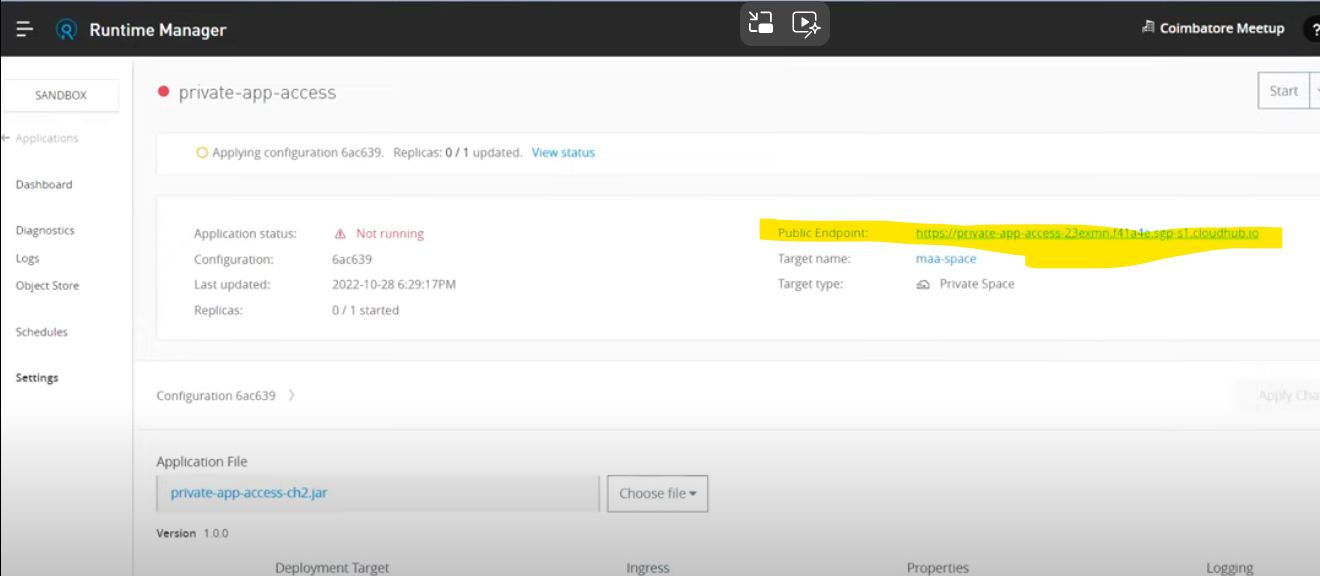 Runtime Manager
Coimbatore Meetup
?
SANDBOX
private-app-access
Start
← Applications
Applying configuration 6ac639. Replicas: 0 / 1 updated. View status
Dashboard
Diagnostics
Logs
Object Store
Schedules
Settings
Application status: Not running
Configuration: 6ac639
Last updated: 2022-10-28 6:29:17PM
Replicas: 0 / 1 started
Public Endpoint: https://private-app-access-23exmn.f41a4e.sgp-s1.cloudhub.io
Target name: maa-space
Target type: Private Space
Configuration 6ac639
Apply Cha
Application File
private-app-access-ch2.jar
Choose file
Version 1.0.0
Deployment Target Ingress Properties Logging